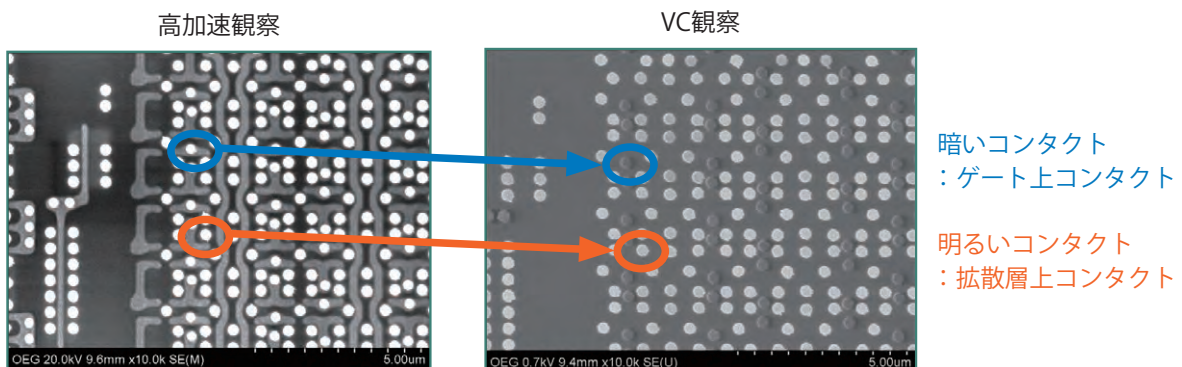 高加速観察
VC観察
暗いコンタクト
：ゲート上コンタクト
明るいコンタクト
：拡散層上コンタクト
OEG 20.0kV 9.6mm x10.0k SE(M)
5.00um
OEG 0.7kV 9.4mm x10.0k SE(U)
5.00um